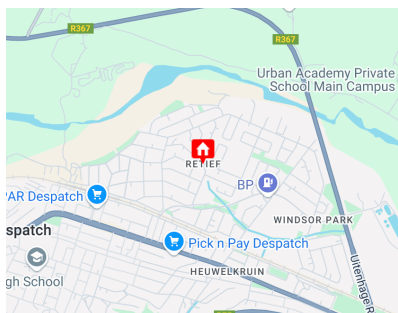 R367
R367
Urban Academy Private
School Main Campus
RETIEF
BP
PAR Despatch
WINDSOR PARK
spatch
Pick n Pay Despatch
HEUWELKRUIN
gh School
Uitenhage R